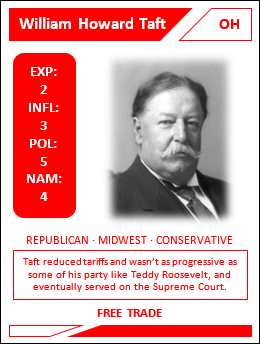 William Howard Taft
OH
EXP:
2
INFL:
3
POL:
5
NAM:
4
REPUBLICAN · MIDWEST · CONSERVATIVE
Taft reduced tariffs and wasn't as progressive as
some of his party like Teddy Roosevelt, and
eventually served on the Supreme Court.
FREE TRADE